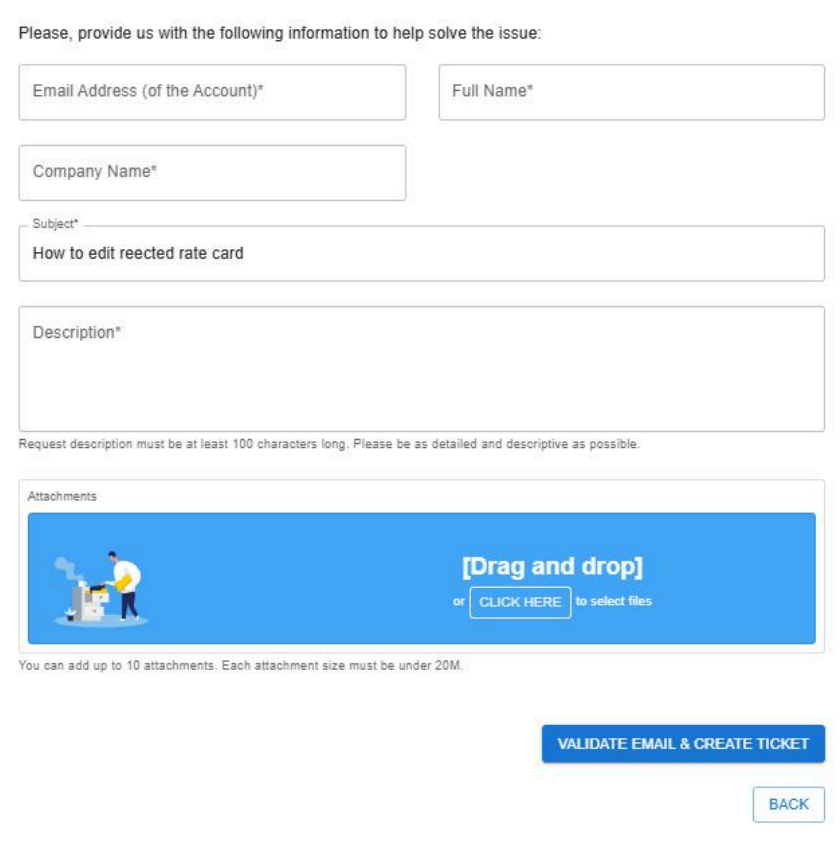 Please, provide us with the following information to help solve the issue:
Email Address (of the Account)*
Full Name*
Company Name*
Subject*
How to edit reected rate card
Description*
Request description must be at least 100 characters long. Please be as detailed and descriptive as possible.
Attachments
[Drag and drop]
or CLICK HERE to select files
You can add up to 10 attachments. Each attachment size must be under 20M.
VALIDATE EMAIL & CREATE TICKET
BACK